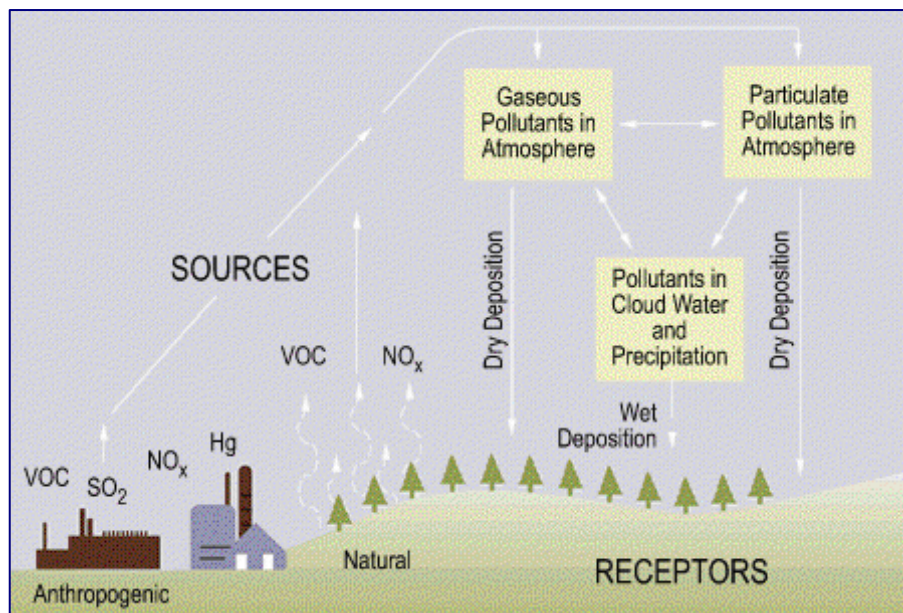 Gaseous
Pollutants in
Atmosphere
Particulate
Pollutants in
Atmosphere
SOURCES
Dry Deposition
Pollutants in
Cloud Water
and
Precipitation
Dry Deposition
VOC
NOx
Wet
Deposition
VOC
SO2
NOx
Hg
Anthropogenic
Natural
RECEPTORS